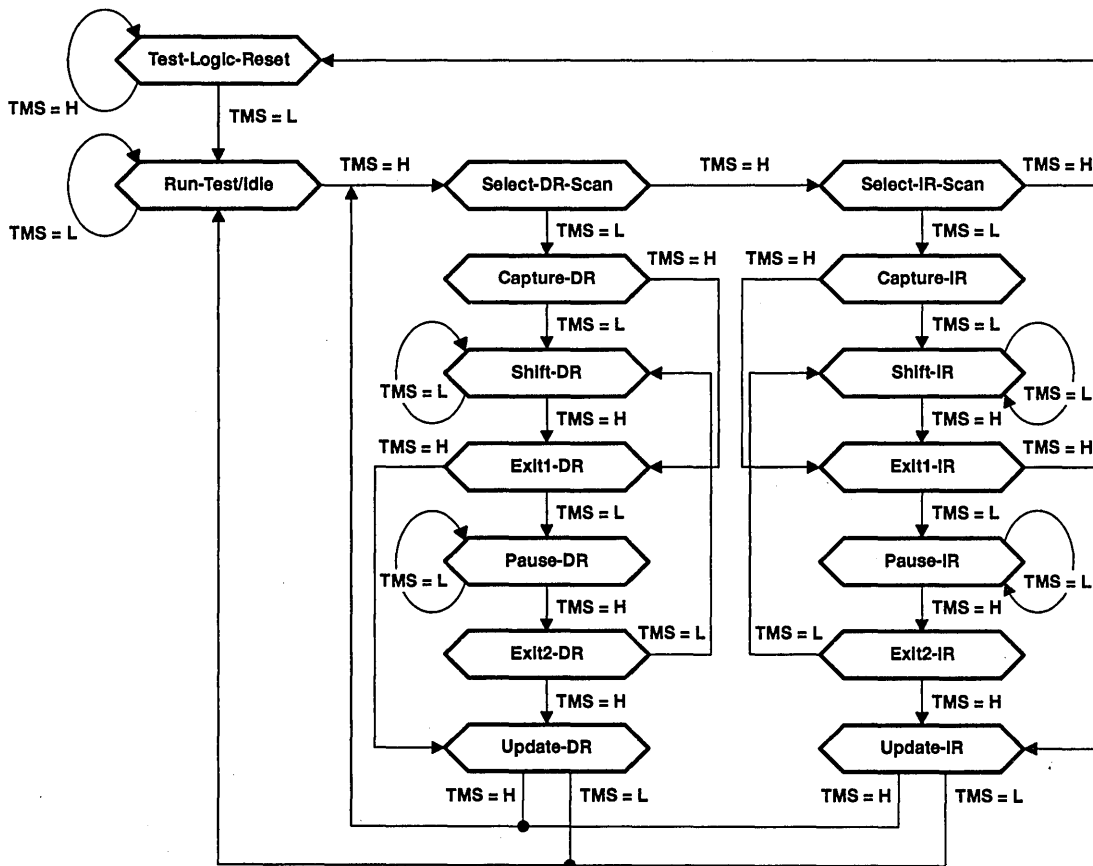 Test-Logic-Reset
TMS = H
TMS = L
TMS = H
TMS = H
TMS = H
Run-Test/Idle
Select-DR-Scan
Select-IR-Scan
TMS = L
TMS = L
TMS = L
TMS = H
TMS = H
Capture-DR
Capture-IR
TMS = L
TMS = L
Shift-DR
Shift-IR
TMS = L
TMS = L
TMS = H
TMS = H
TMS = H
TMS = H
Exit1-DR
Exit1-IR
TMS = L
TMS = L
Pause-DR
Pause-IR
TMS = L
TMS = L
TMS = H
TMS = H
TMS = L
TMS = L
Exit2-DR
Exit2-IR
TMS = H
TMS = H
Update-DR
Update-IR
TMS = H
TMS = L
TMS = H
TMS = L